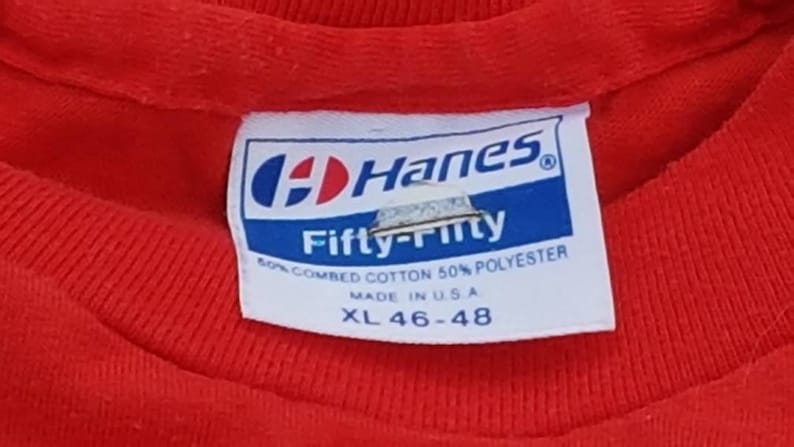 Hanes®
Fifty-Fifty
50% COMBED COTTON 50% POLYESTER
MADE IN U.S.A.
XL 46-48